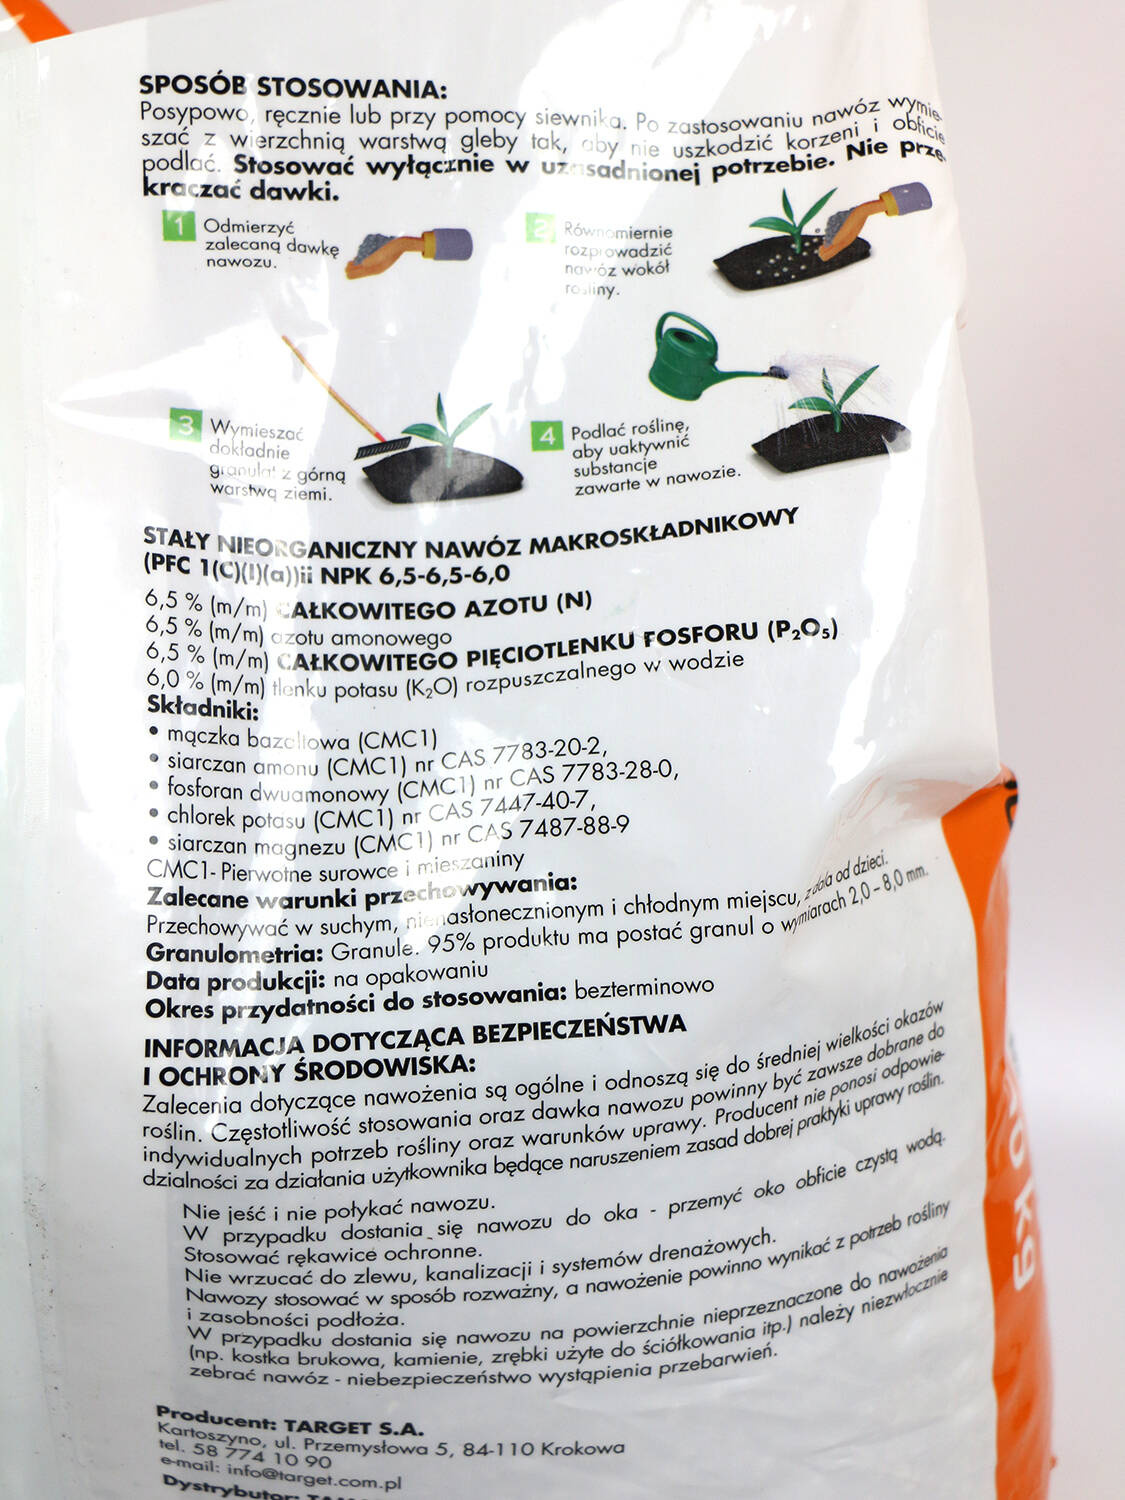 SPOSÓB STOSOWANIA:
Posypowo, ręcznie lub przy pomocy siewnika. Po zastosowaniu nawóz wymie-
szać z wierzchnią warstwą gleby tak, aby nie uszkodzić korzeni i obficie
podlać. Stosować wyłącznie w uzasadnionej potrzebie. Nie prze-
kraczać dawki.
1 Odmierzyć
zalecaną dawkę
nawozu.
2 Równomiernie
rozprowadzić
nawóz wokół
rośliny.
3 Wymieszać
dokładnie
granulat z górną
warstwą ziemi.
4 Podlać roślinę,
aby uaktywnić
substancje
zawarte w nawozie.
STAŁY NIEORGANICZNY NAWÓZ MAKROSKŁADNIKOWY
(PFC 1(C)(I)(a))ii NPK 6,5-6,5-6,0
6,5 % (m/m) CAŁKOWITEGO AZOTU (N)
6,5 % (m/m) azotu amonowego
6,5 % (m/m) CAŁKOWITEGO PIĘCIOTLENKU FOSFORU (P₂O₅)
6,0 % (m/m) tlenku potasu (K₂O) rozpuszczalnego w wodzie
Składniki:
• mączka bazaltowa (CMC1)
• siarczan amonu (CMC1) nr CAS 7783-20-2,
• fosforan dwuamonowy (CMC1) nr CAS 7783-28-0,
• chlorek potasu (CMC1) nr CAS 7447-40-7,
• siarczan magnezu (CMC1) nr CAS 7487-88-9
CMC1- Pierwotne surowce i mieszaniny
Zalecane warunki przechowywania:
Przechowywać w suchym, nienasłonecznionym i chłodnym miejscu, z dala od dzieci.
Granulometria: Granule. 95% produktu ma postać granul o wymiarach 2,0 – 8,0 mm.
Data produkcji: na opakowaniu
Okres przydatności do stosowania: bezterminowo
INFORMACJA DOTYCZĄCA BEZPIECZEŃSTWA
I OCHRONY ŚRODOWISKA:
Zalecenia dotyczące nawożenia są ogólne i odnoszą się do średniej wielkości okazów
roślin. Częstotliwość stosowania oraz dawka nawozu powinny być zawsze dobrane do
indywidualnych potrzeb rośliny oraz warunków uprawy. Producent nie ponosi odpowie-
dzialności za działania użytkownika będące naruszeniem zasad dobrej praktyki uprawy roślin.
Nie jeść i nie połykać nawozu.
W przypadku dostania się nawozu do oka - przemyć oko obficie czystą wodą.
Stosować rękawice ochronne.
Nie wrzucać do zlewu, kanalizacji i systemów drenażowych.
Nawozy stosować w sposób rozważny, a nawożenie powinno wynikać z potrzeb rośliny
i zasobności podłoża.
W przypadku dostania się nawozu na powierzchnie nieprzeznaczone do nawożenia
(np. kostka brukowa, kamienie, zrębki użyte do ściółkowania itp.) należy niezwłocznie
zebrać nawóz - niebezpieczeństwo wystąpienia przebarwień.
Producent: TARGET S.A.
Kartoszyno, ul. Przemysłowa 5, 84-110 Krokowa
tel. 58 774 10 90
e-mail: info@target.com.pl
Dystrybutor:
kg